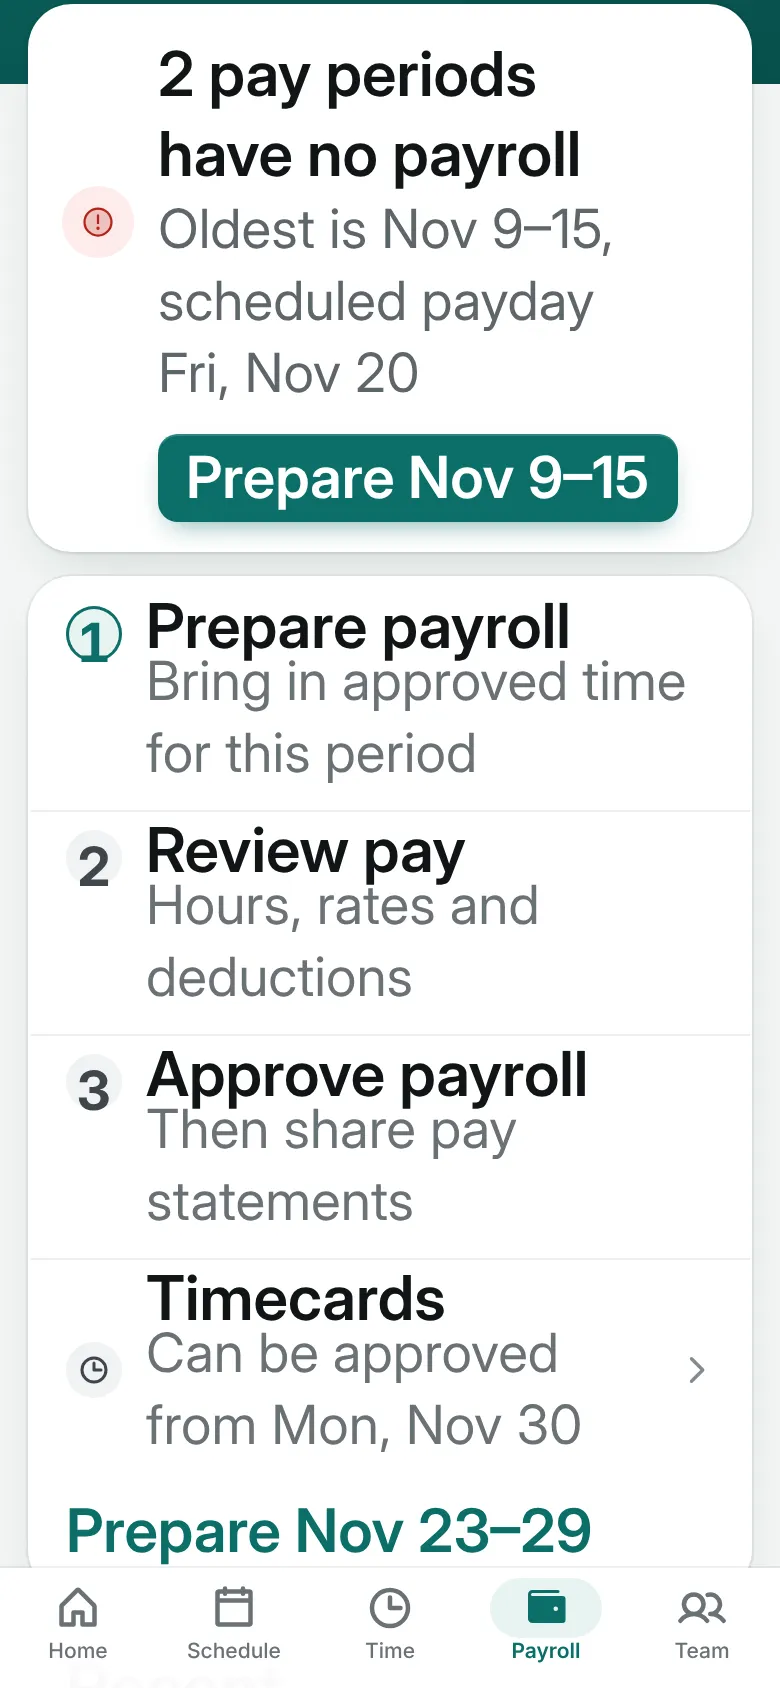 2 pay periods
have no payroll
Oldest is Nov 9–15,
scheduled payday
Fri, Nov 20
Prepare Nov 9–15
1 Prepare payroll
Bring in approved time
for this period
2 Review pay
Hours, rates and
deductions
3 Approve payroll
Then share pay
statements
Timecards
Can be approved
from Mon, Nov 30
Prepare Nov 23–29
Home Schedule Time Payroll Team